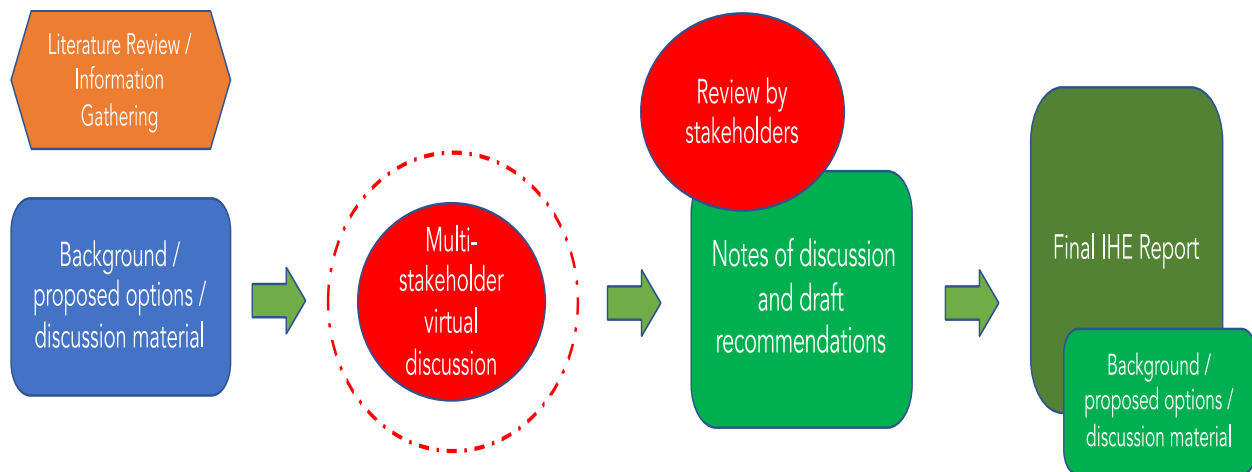 Literature Review /
Information
Gathering
Background /
proposed options /
discussion material
Multi-
stakeholder
virtual
discussion
Review by
stakeholders
Notes of discussion
and draft
recommendations
Final IHE Report
Background /
proposed options /
discussion material